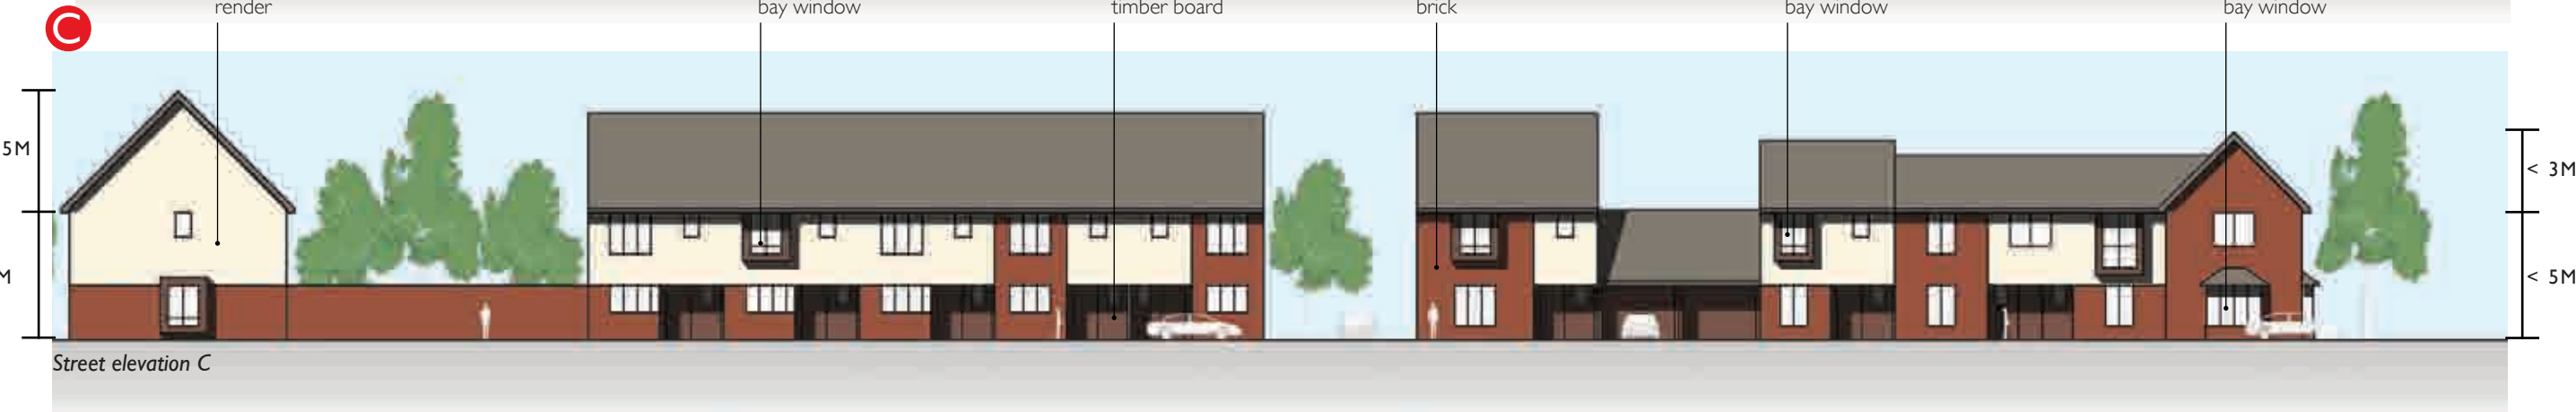 C
render
bay window
timber board
brick
bay window
bay window
5M
M
< 3M
< 5M
Street elevation C